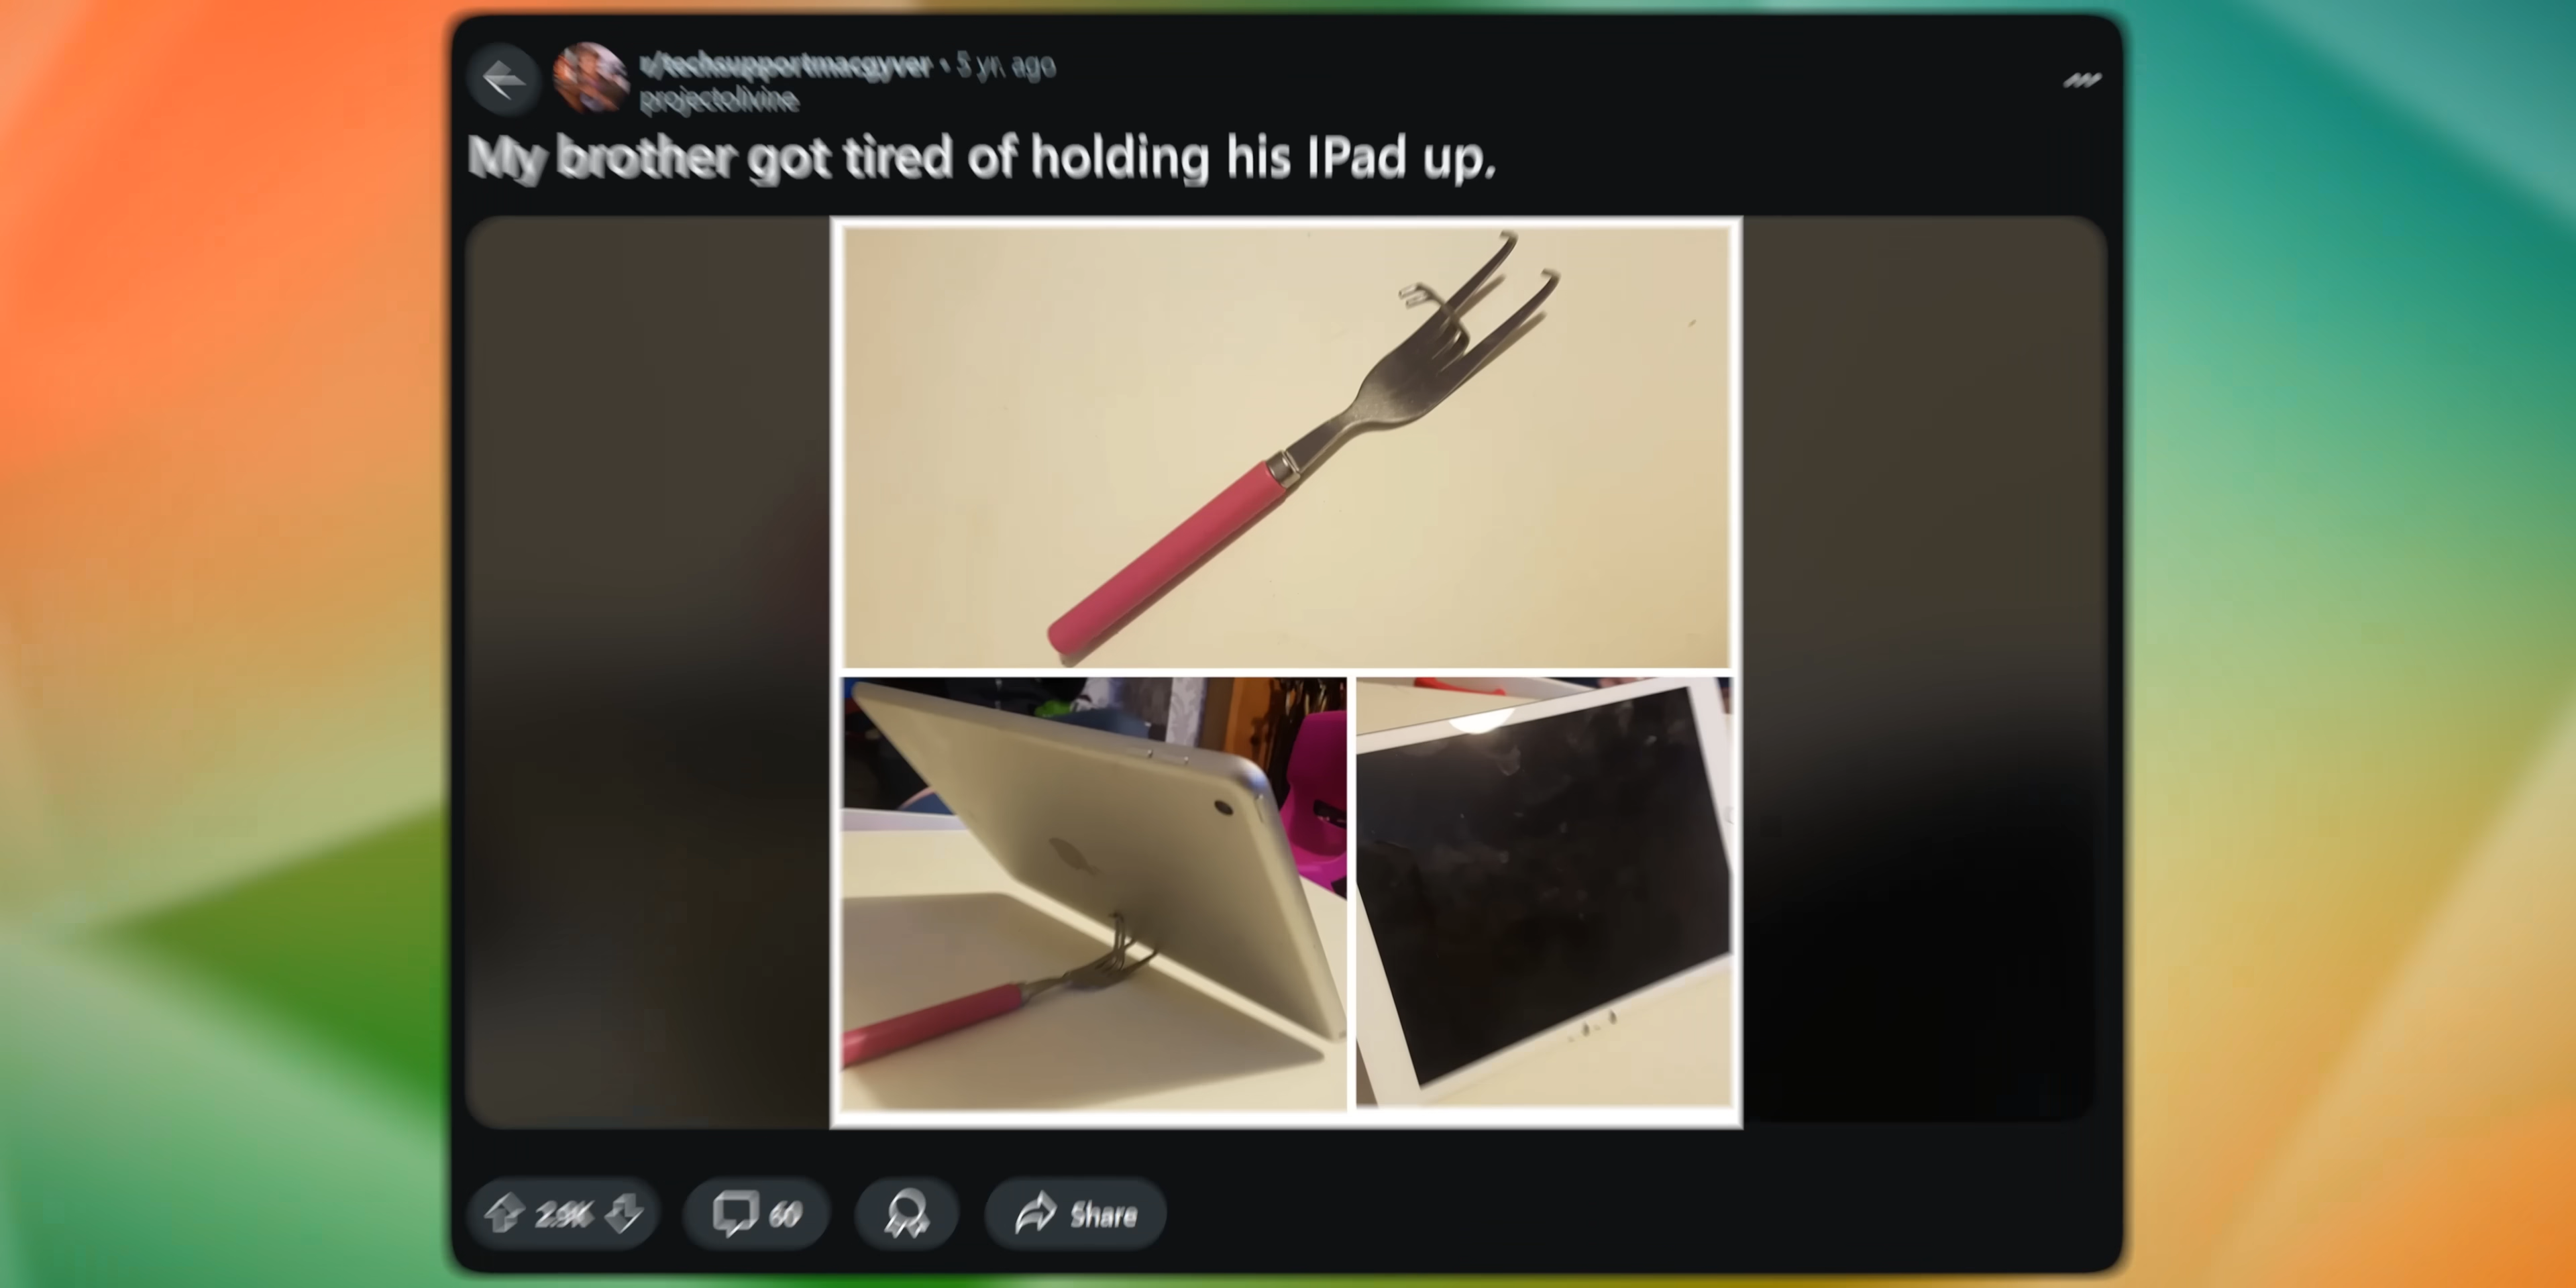 r/techsupportmacgyver • 5 yr. ago
projectolivine
My brother got tired of holding his IPad up.
2.9K
60
Share